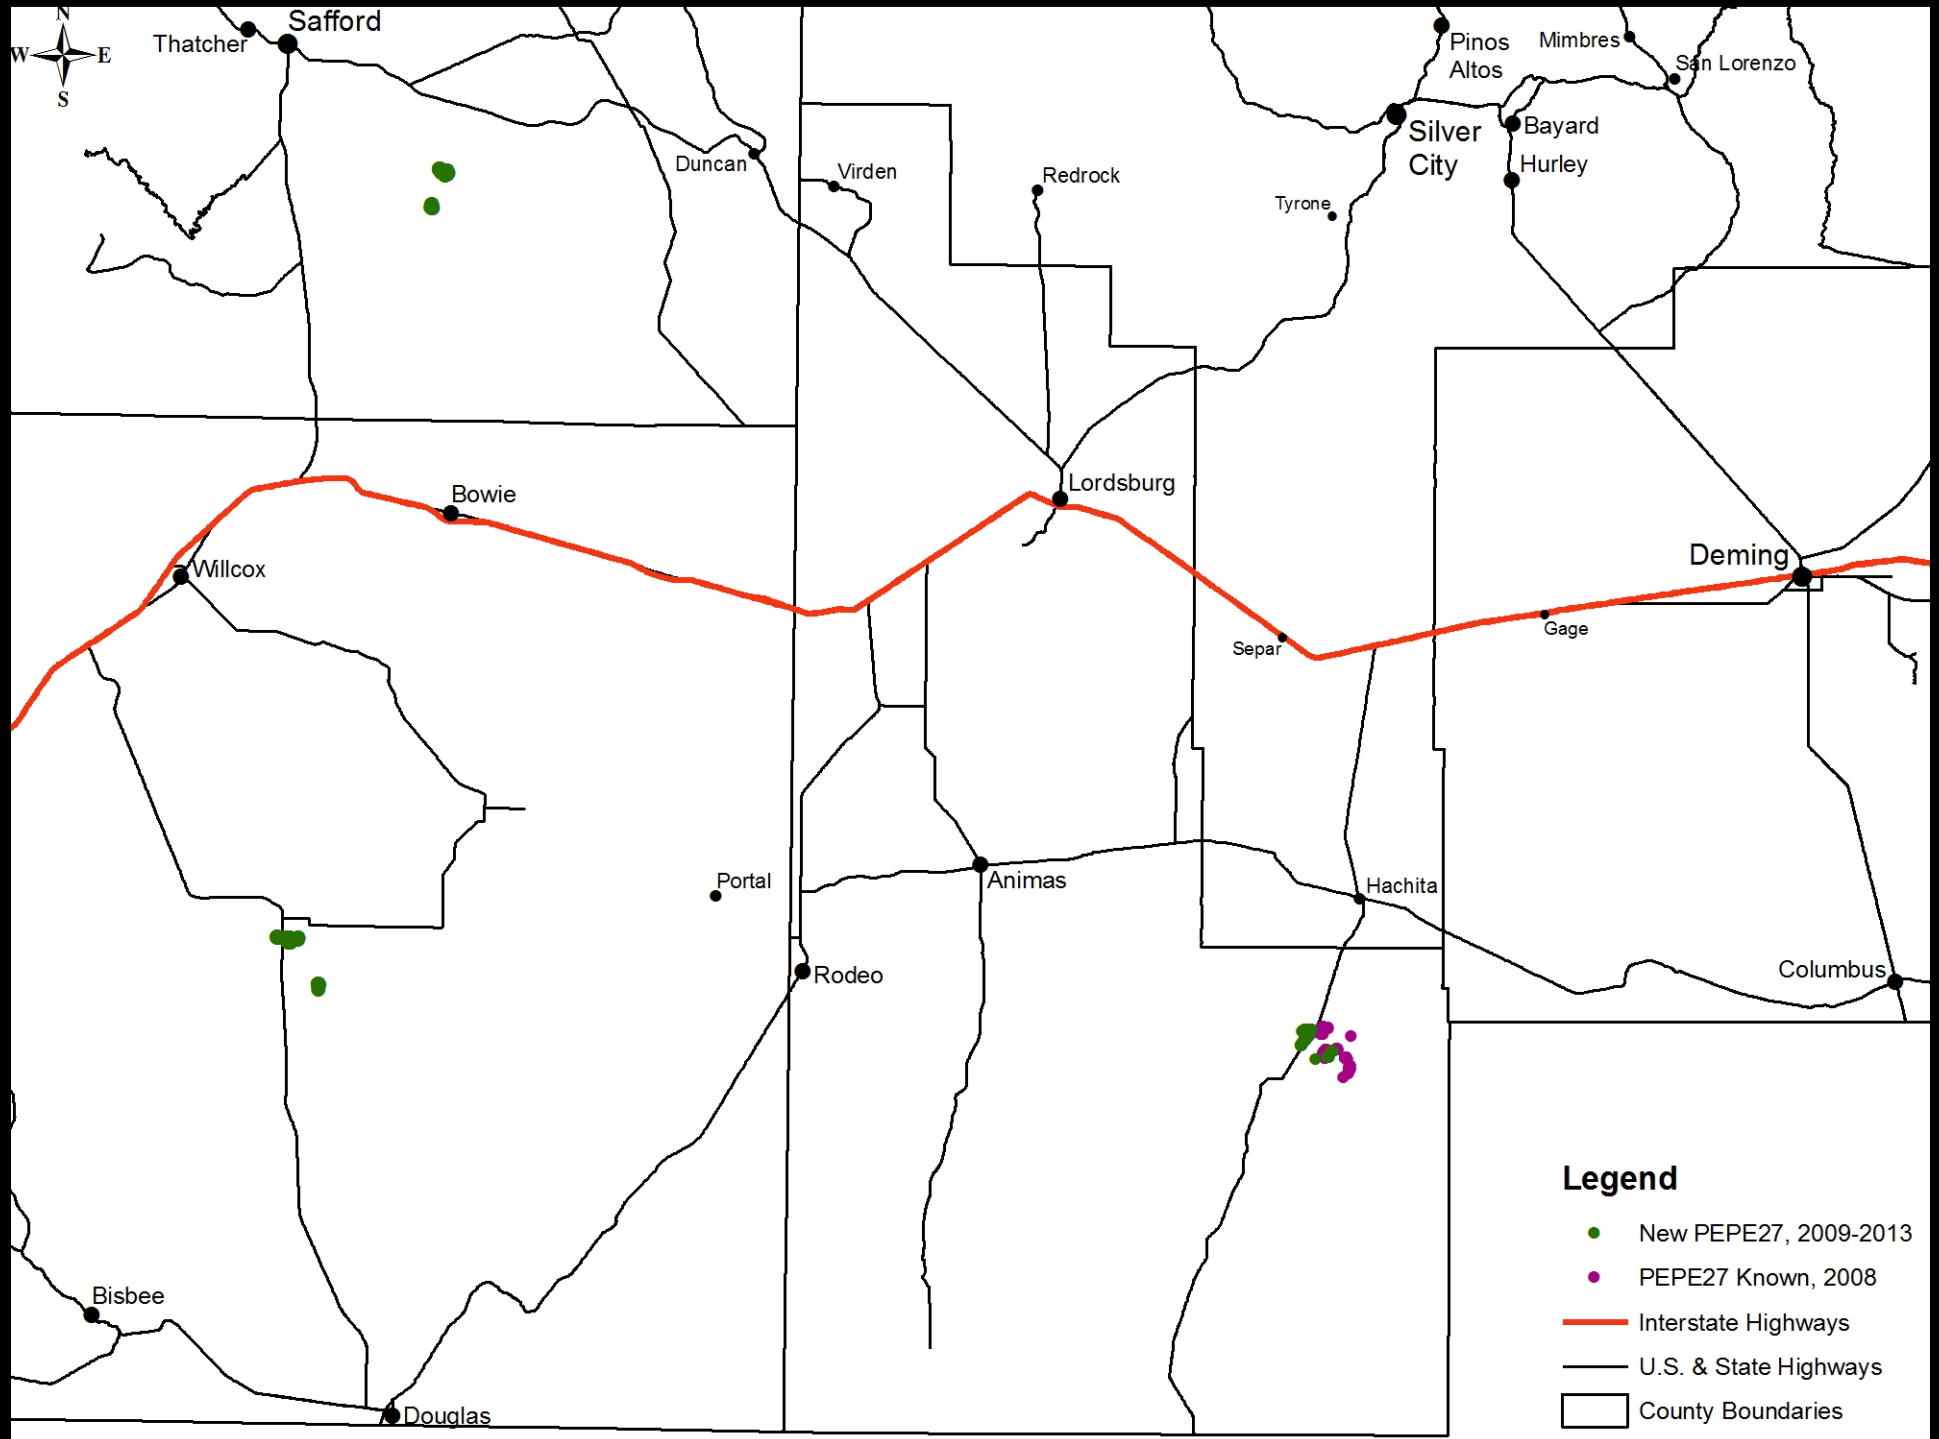 N
W
E
S
Safford
Thatcher
Pinos
Altos
Mimbres
San Lorenzo
Silver
City
Bayard
Hurley
Duncan
Virden
Redrock
Tyrone
Lordsburg
Bowie
Willcox
Deming
Gage
Separ
Portal
Animas
Hachita
Rodeo
Columbus
Bisbee
Douglas
Legend
New PEPE27, 2009-2013
PEPE27 Known, 2008
Interstate Highways
U.S. & State Highways
County Boundaries